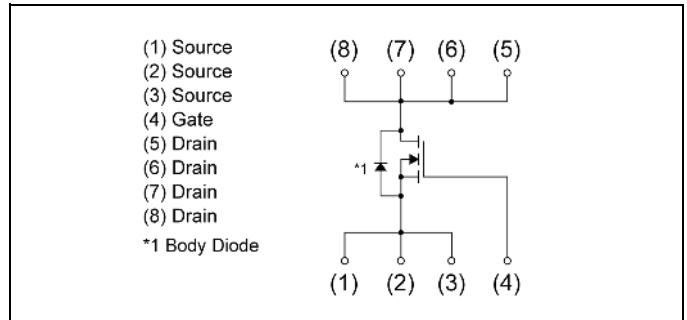 (1) Source
(2) Source
(3) Source
(4) Gate
(5) Drain
(6) Drain
(7) Drain
(8) Drain
*1 Body Diode
(8) (7) (6) (5)
*1
(1) (2) (3) (4)